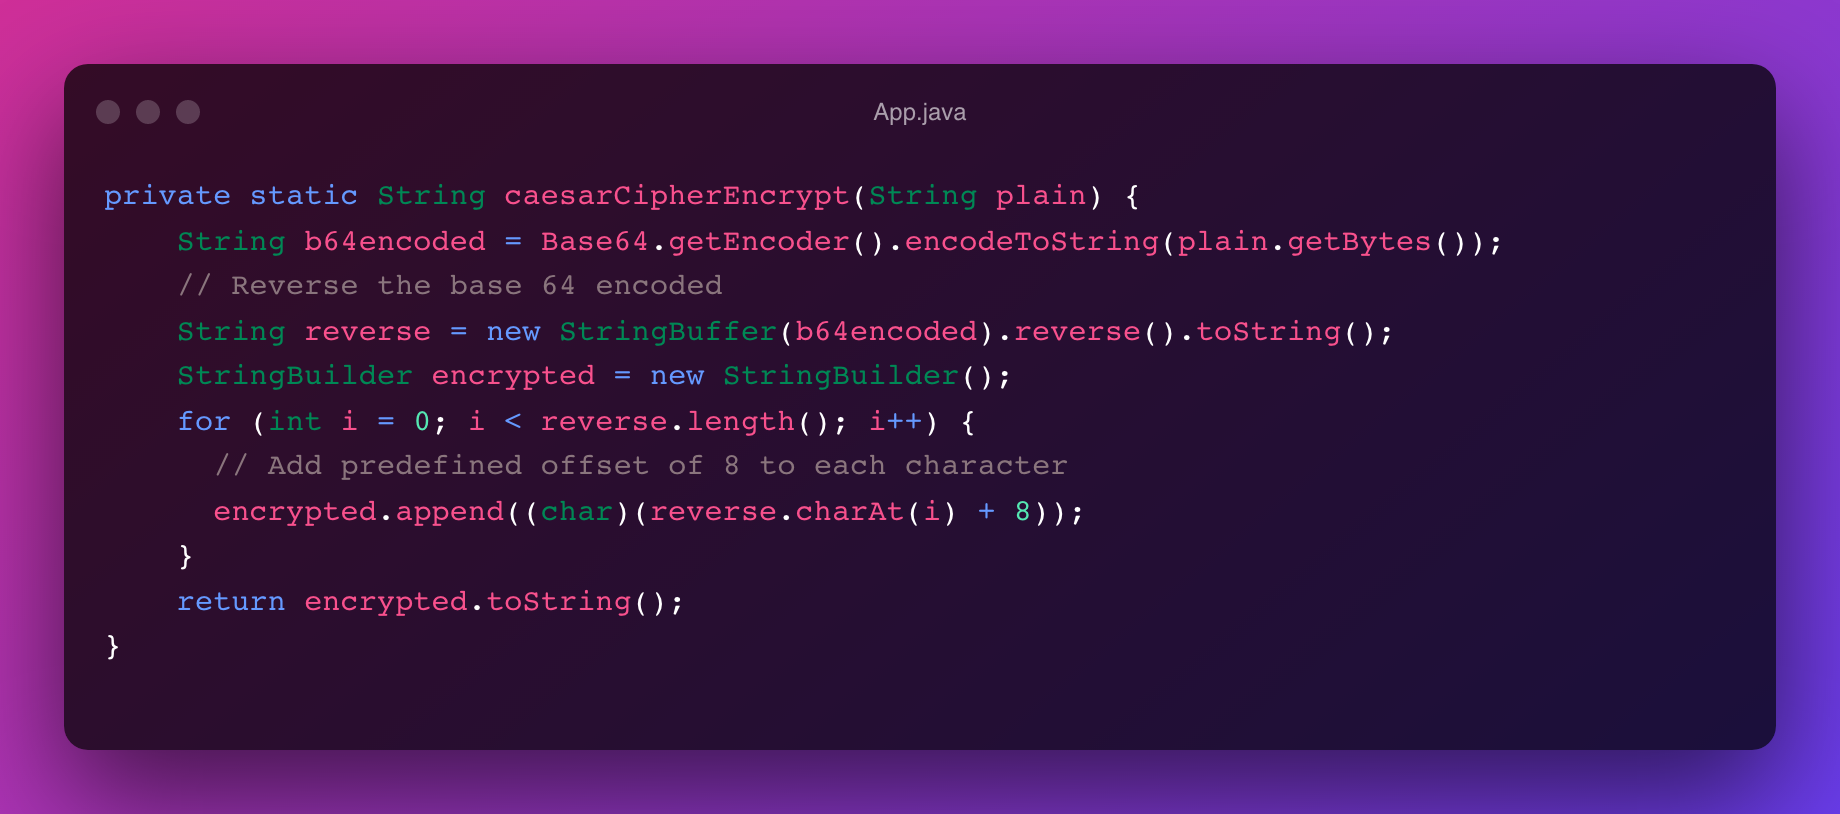 App.java
private static String caesarCipherEncrypt(String plain) {
    String b64encoded = Base64.getEncoder().encodeToString(plain.getBytes());
    // Reverse the base 64 encoded
    String reverse = new StringBuffer(b64encoded).reverse().toString();
    StringBuilder encrypted = new StringBuilder();
    for (int i = 0; i < reverse.length(); i++) {
      // Add predefined offset of 8 to each character
      encrypted.append((char)(reverse.charAt(i) + 8));
    }
    return encrypted.toString();
}